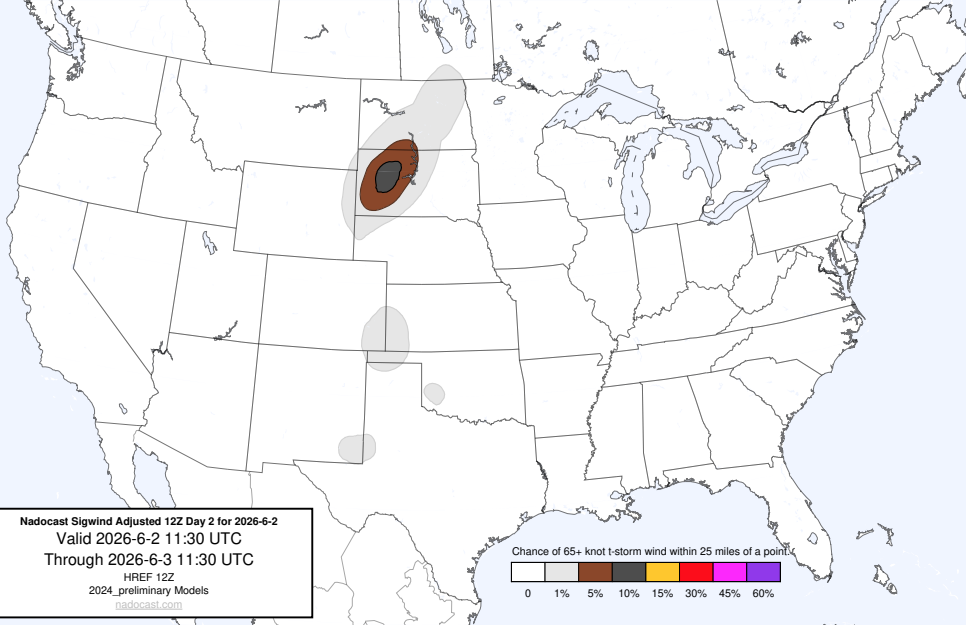 Nadocast Sigwind Adjusted 12Z Day 2 for 2026-6-2
Valid 2026-6-2 11:30 UTC
Through 2026-6-3 11:30 UTC
HREF 12Z
2024_preliminary Models
nadocast.com
Chance of 65+ knot t-storm wind within 25 miles of a point.
0 1% 5% 10% 15% 30% 45% 60%